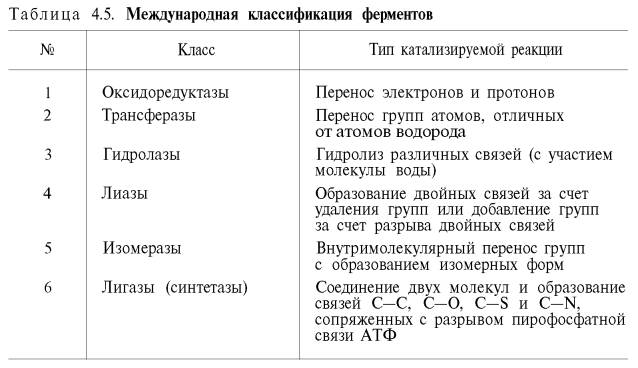 Таблица 4.5. Международная классификация ферментов
№ Класс Тип катализируемой реакции
1 Оксидоредуктазы Перенос электронов и протонов
2 Трансферазы Перенос групп атомов, отличных
от атомов водорода
3 Гидролазы Гидролиз различных связей (с участием
молекулы воды)
4 Лиазы Образование двойных связей за счет
удаления групп или добавление групп
за счет разрыва двойных связей
5 Изомеразы Внутримолекулярный перенос групп
с образованием изомерных форм
6 Лигазы (синтетазы) Соединение двух молекул и образование
связей С—С, С—О, С—S и С—N,
сопряженных с разрывом пирофосфатной
связи АТФ